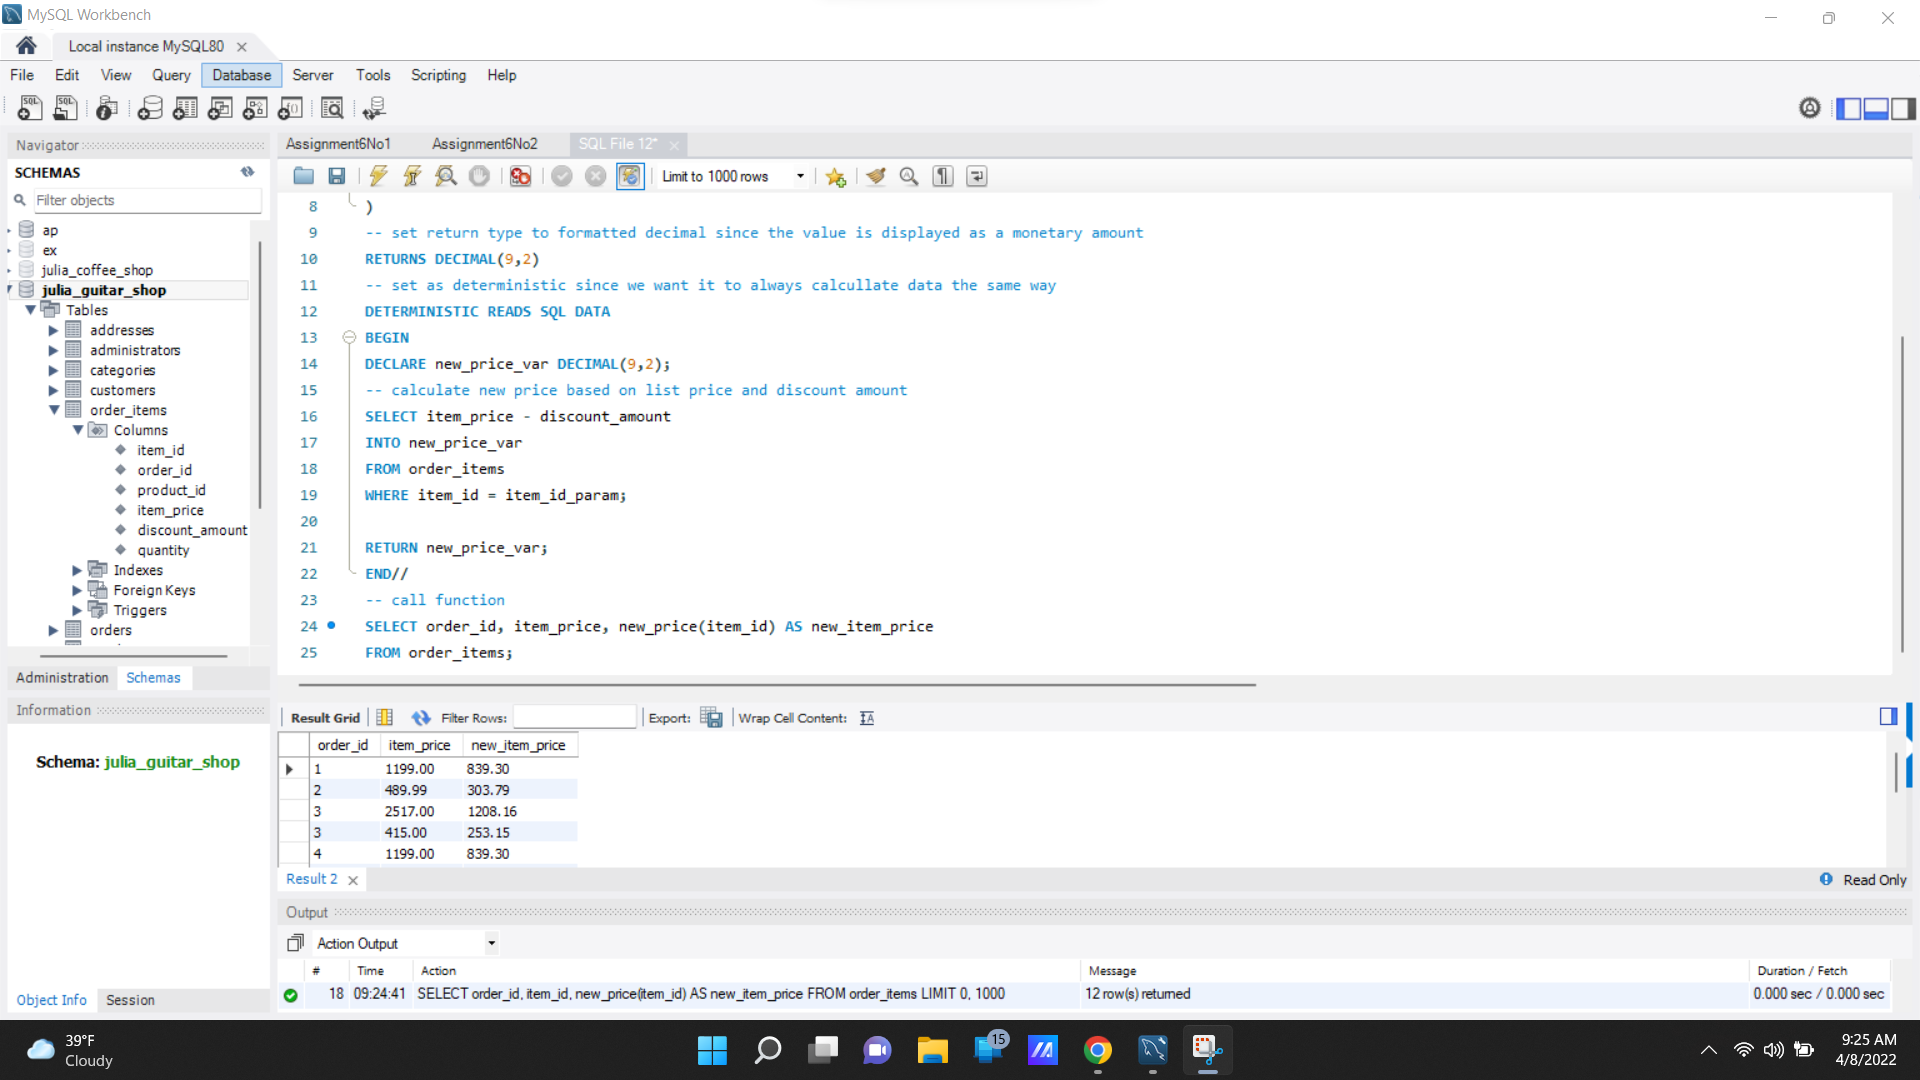 MySQL Workbench
Local instance MySQL80
File Edit View Query Database Server Tools Scripting Help
Navigator
SCHEMAS
Filter objects
ap
ex
julia_coffee_shop
julia_guitar_shop
Tables
addresses
administrators
categories
customers
order_items
Columns
item_id
order_id
product_id
item_price
discount_amount
quantity
Indexes
Foreign Keys
Triggers
orders
Administration Schemas
Information
Schema: julia_guitar_shop
Object Info Session
Assignment6No1 Assignment6No2 SQL File 12*
Limit to 1000 rows
8 )
9 -- set return type to formatted decimal since the value is displayed as a monetary amount
10 RETURNS DECIMAL(9,2)
11 -- set as deterministic since we want it to always calcullate data the same way
12 DETERMINISTIC READS SQL DATA
13 BEGIN
14 DECLARE new_price_var DECIMAL(9,2);
15 -- calculate new price based on list price and discount amount
16 SELECT item_price - discount_amount
17 INTO new_price_var
18 FROM order_items
19 WHERE item_id = item_id_param;
20
21 RETURN new_price_var;
22 END//
23 -- call function
24 SELECT order_id, item_price, new_price(item_id) AS new_item_price
25 FROM order_items;
Result Grid Filter Rows: Export: Wrap Cell Content: IA
order_id item_price new_item_price
1 1199.00 839.30
2 489.99 303.79
3 2517.00 1208.16
3 415.00 253.15
4 1199.00 839.30
Result 2 Read Only
Output
Action Output
# Time Action Message Duration / Fetch
18 09:24:41 SELECT order_id, item_id, new_price(item_id) AS new_item_price FROM order_items LIMIT 0, 1000 12 row(s) returned 0.000 sec / 0.000 sec
39°F
Cloudy
15
9:25 AM
4/8/2022